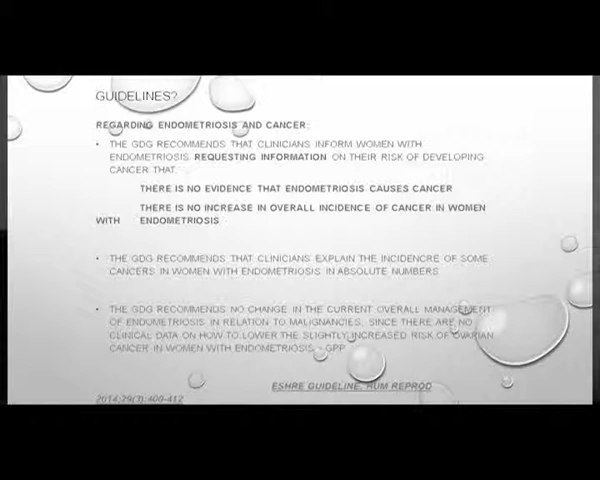 GUIDELINES?
REGARDING ENDOMETRIOSIS AND CANCER:
• THE GDG RECOMMENDS THAT CLINICIANS INFORM WOMEN WITH
ENDOMETRIOSIS REQUESTING INFORMATION ON THEIR RISK OF DEVELOPING
CANCER THAT:
THERE IS NO EVIDENCE THAT ENDOMETRIOSIS CAUSES CANCER
THERE IS NO INCREASE IN OVERALL INCIDENCE OF CANCER IN WOMEN
WITH ENDOMETRIOSIS
• THE GDG RECOMMENDS THAT CLINICIANS EXPLAIN THE INCIDENCRE OF SOME
CANCERS IN WOMEN WITH ENDOMETRIOSIS IN ABSOLUTE NUMBERS
• THE GDG RECOMMENDS NO CHANGE IN THE CURRENT OVERALL MANAGEMENT
OF ENDOMETRIOSIS IN RELATION TO MALIGNANCIES. SINCE THERE ARE NO
CLINICAL DATA ON HOW TO LOWER THE SLIGHTLY INCREASED RISK OF OVARIAN
CANCER IN WOMEN WITH ENDOMETRIOSIS - GPP
ESHRE GUIDELINE, HUM REPROD
2014;29(3):400-412